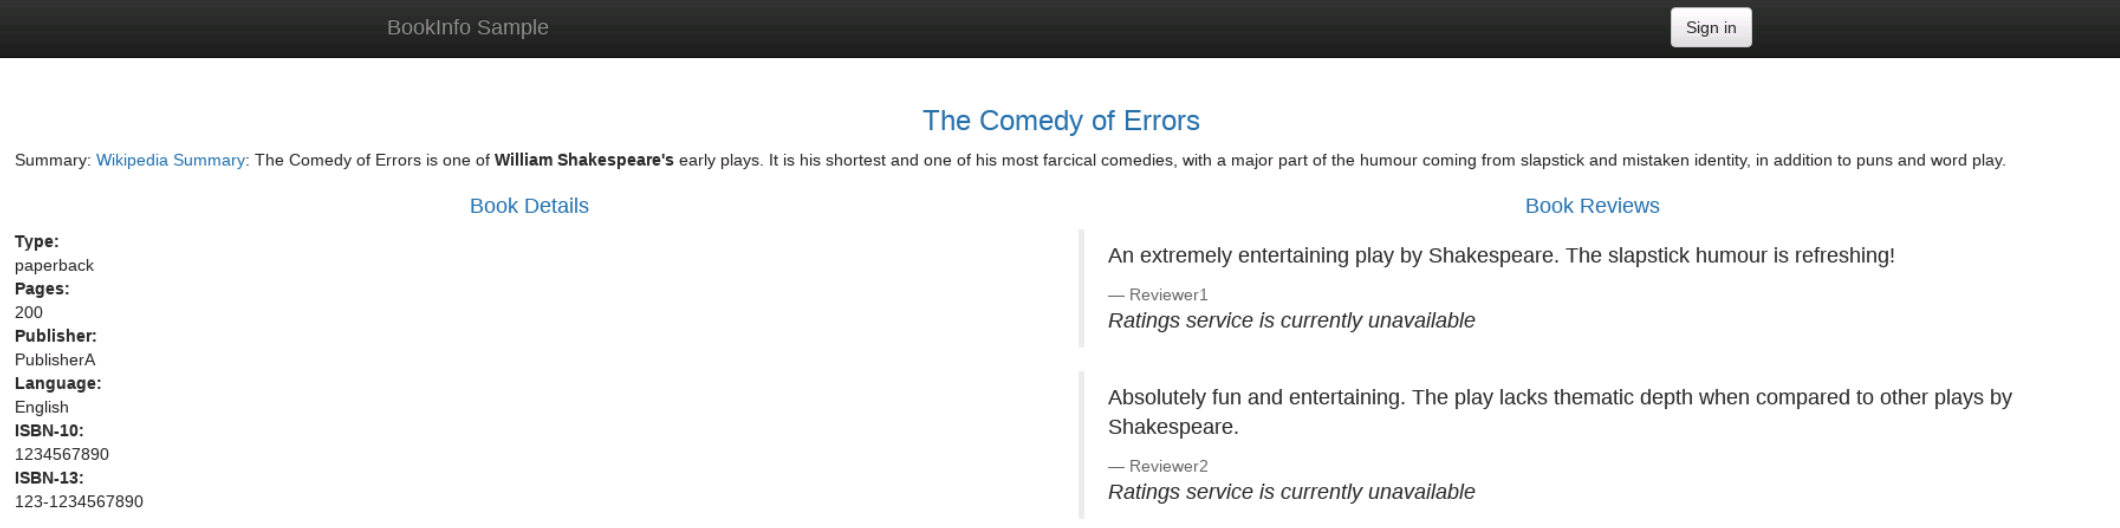 BookInfo Sample
Sign in
The Comedy of Errors
Summary: Wikipedia Summary: The Comedy of Errors is one of William Shakespeare's early plays. It is his shortest and one of his most farcical comedies, with a major part of the humour coming from slapstick and mistaken identity, in addition to puns and word play.
Book Details
Type:
paperback
Pages:
200
Publisher:
PublisherA
Language:
English
ISBN-10:
1234567890
ISBN-13:
123-1234567890
Book Reviews
An extremely entertaining play by Shakespeare. The slapstick humour is refreshing!
— Reviewer1
Ratings service is currently unavailable
Absolutely fun and entertaining. The play lacks thematic depth when compared to other plays by
Shakespeare.
— Reviewer2
Ratings service is currently unavailable